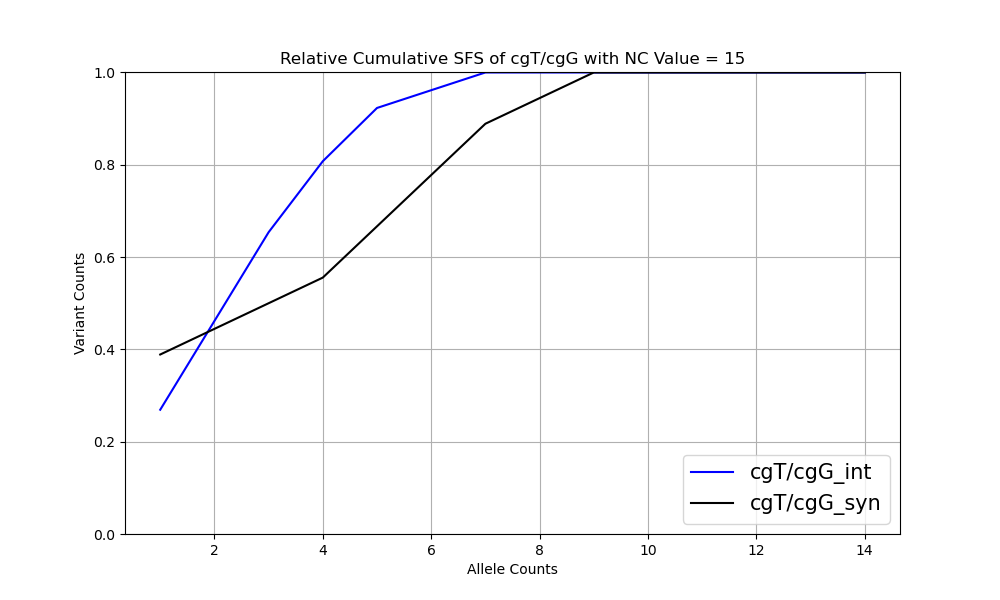 Relative Cumulative SFS of cgT/cgG with NC Value = 15
1.0
0.8
0.6
0.4
0.2
0.0
Variant Counts
cgT/cgG_int
cgT/cgG_syn
2 4 6 8 10 12 14
Allele Counts